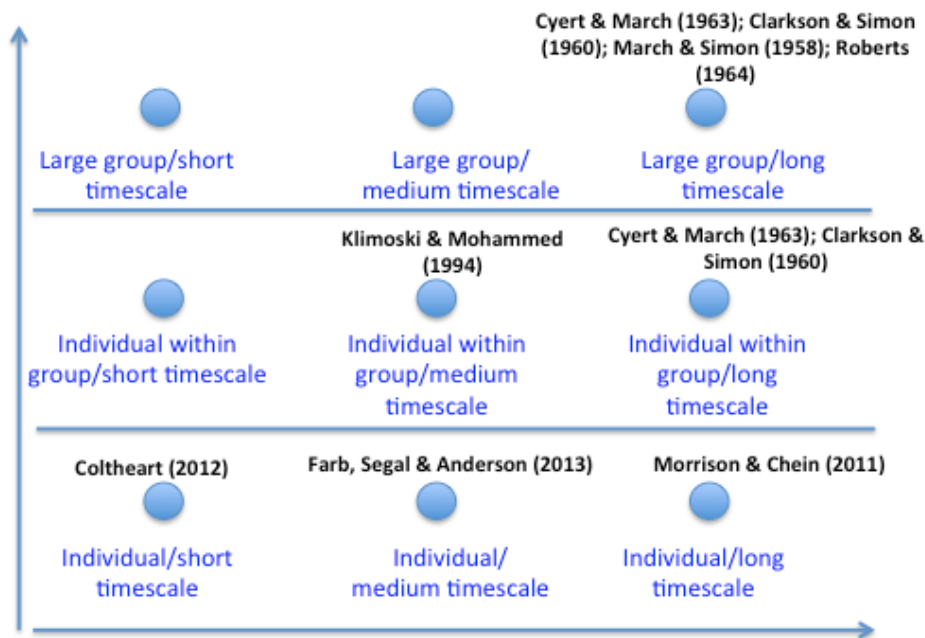 Cyert & March (1963); Clarkson & Simon
(1960); March & Simon (1958); Roberts
(1964)
Large group/short
timescale
Large group/
medium timescale
Large group/long
timescale
Klimoski & Mohammed
(1994)
Cyert & March (1963); Clarkson &
Simon (1960)
Individual within
group/short timescale
Individual within
group/medium
timescale
Individual within
group/long
timescale
Coltheart (2012)
Farb, Segal & Anderson (2013)
Morrison & Chein (2011)
Individual/short
timescale
Individual/
medium timescale
Individual/long
timescale